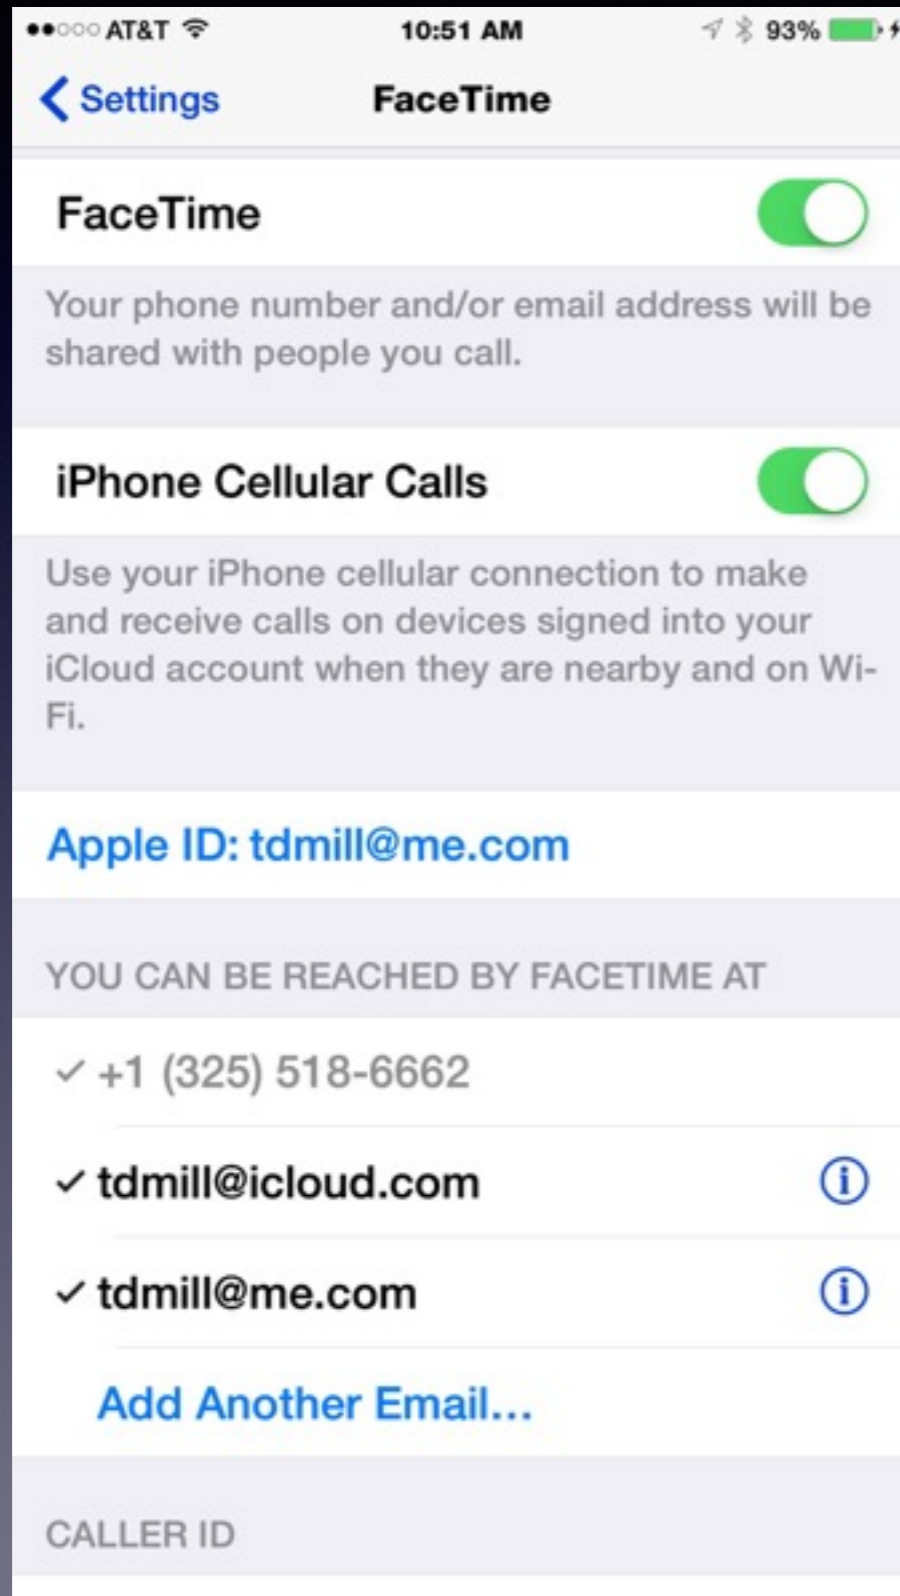 AT&T 10:51 AM 93%
Settings FaceTime
FaceTime
Your phone number and/or email address will be
shared with people you call.
iPhone Cellular Calls
Use your iPhone cellular connection to make
and receive calls on devices signed into your
iCloud account when they are nearby and on Wi-
Fi.
Apple ID: tdmill@me.com
YOU CAN BE REACHED BY FACETIME AT
+1 (325) 518-6662
tdmill@icloud.com
tdmill@me.com
Add Another Email...
CALLER ID